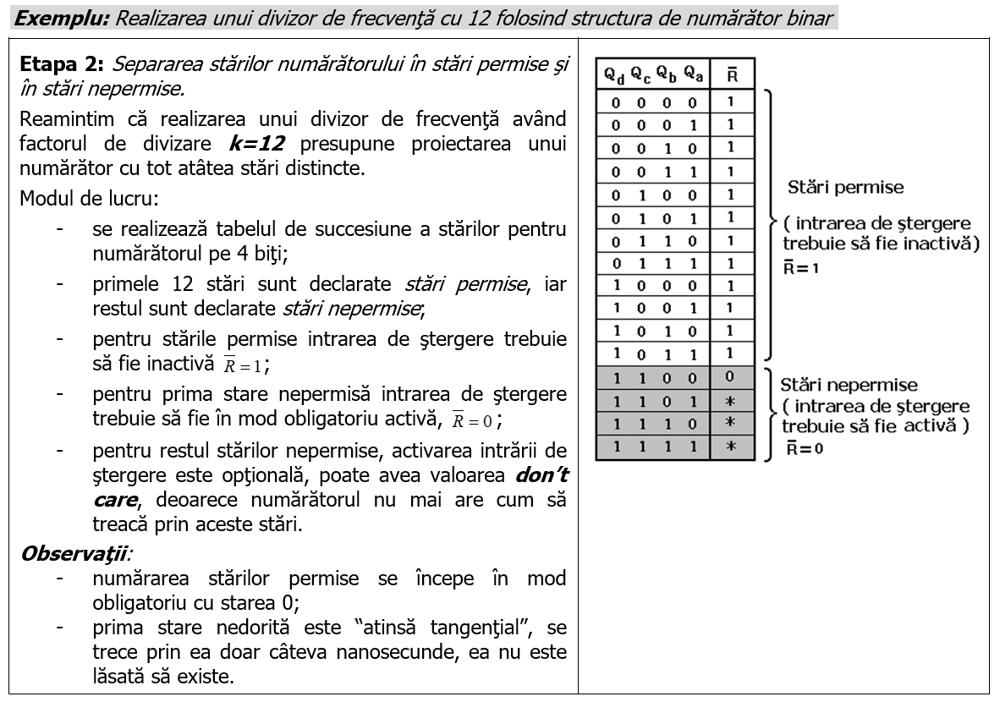 Exemplu: Realizarea unui divizor de frecvenţă cu 12 folosind structura de numărător binar
Etapa 2: Separarea stărilor numărătorului în stări permise şi
în stări nepermise.
Reamintim că realizarea unui divizor de frecvenţă având
factorul de divizare k=12 presupune proiectarea unui
numărător cu tot atâtea stări distincte.
Modul de lucru:
- se realizează tabelul de succesiune a stărilor pentru
numărătorul pe 4 biţi;
- primele 12 stări sunt declarate stări permise, iar
restul sunt declarate stări nepermise;
- pentru stările permise intrarea de ştergere trebuie
să fie inactivă R̅ = 1;
- pentru prima stare nepermisă intrarea de ştergere
trebuie să fie în mod obligatoriu activă, R̅ = 0 ;
- pentru restul stărilor nepermise, activarea intrării de
ştergere este opţională, poate avea valoarea don’t
care, deoarece numărătorul nu mai are cum să
treacă prin aceste stări.
Observaţii:
- numărarea stărilor permise se începe în mod
obligatoriu cu starea 0;
- prima stare nedorită este “atinsă tangenţial”, se
trece prin ea doar câteva nanosecunde, ea nu este
lăsată să existe.
Qd Qc Qb Qa R̅
0 0 0 0 1
0 0 0 1 1
0 0 1 0 1
0 0 1 1 1
0 1 0 0 1
0 1 0 1 1
0 1 1 0 1
0 1 1 1 1
1 0 0 0 1
1 0 0 1 1
1 0 1 0 1
1 0 1 1 1
1 1 0 0 0
1 1 0 1 *
1 1 1 0 *
1 1 1 1 *
Stări permise
( intrarea de ştergere
trebuie să fie inactivă)
R̅ = 1
Stări nepermise
( intrarea de ştergere
trebuie să fie activă )
R̅ = 0